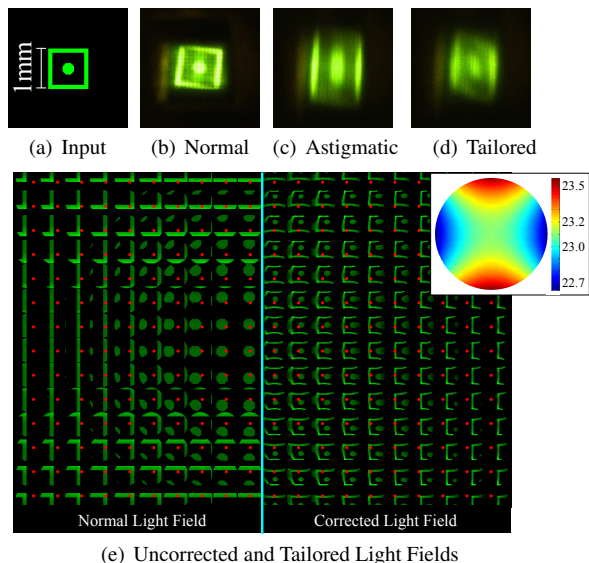 1mm
(a) Input
(b) Normal
(c) Astigmatic
(d) Tailored
23.5
23.2
23.0
22.7
Normal Light Field
Corrected Light Field
(e) Uncorrected and Tailored Light Fields